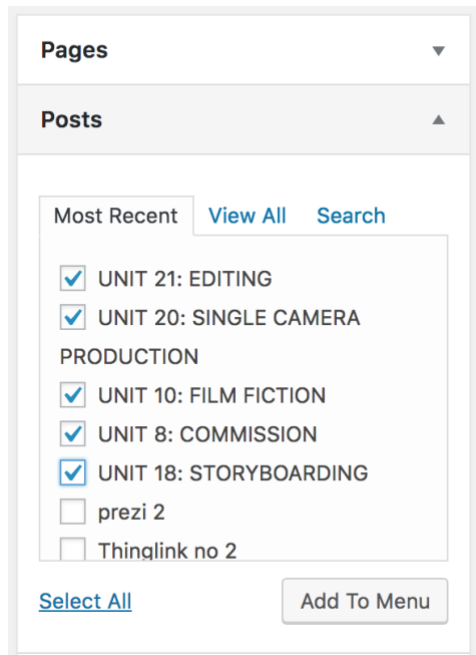 Pages
Posts
Most Recent View All Search
UNIT 21: EDITING
UNIT 20: SINGLE CAMERA
PRODUCTION
UNIT 10: FILM FICTION
UNIT 8: COMMISSION
UNIT 18: STORYBOARDING
prezi 2
Thinglink no 2
Select All Add To Menu